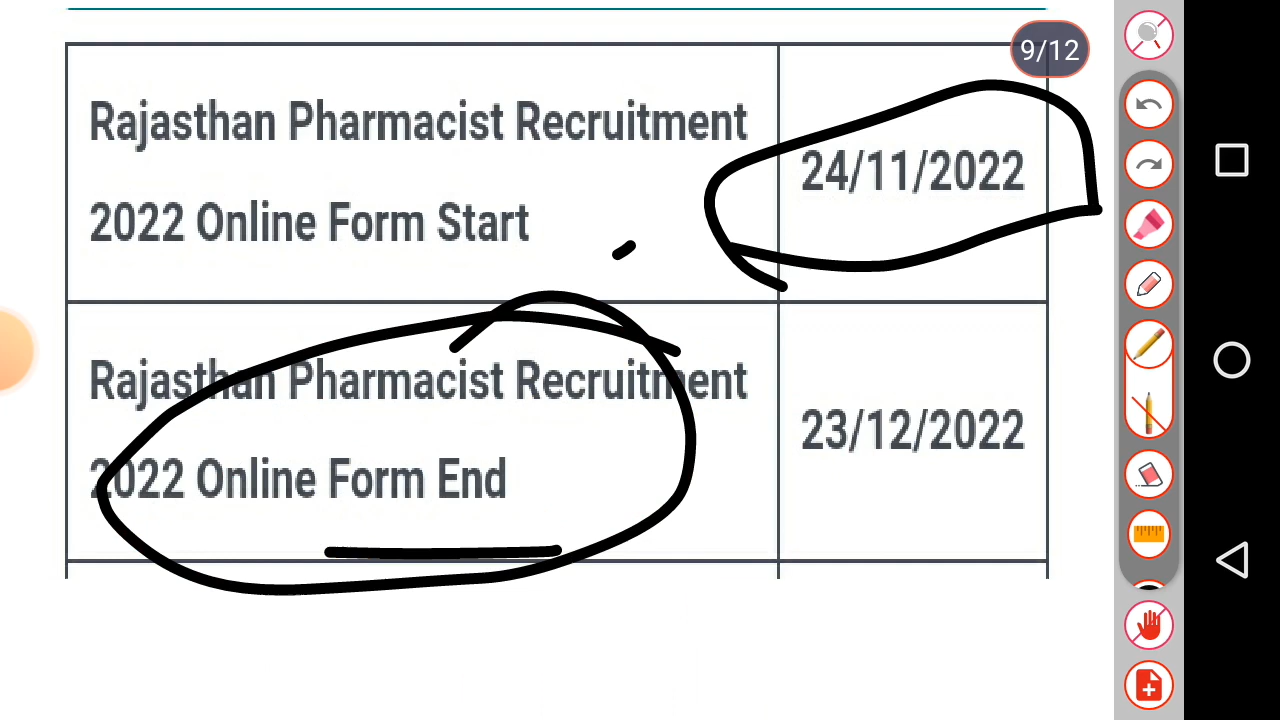 9/12
Rajasthan Pharmacist Recruitment
2022 Online Form Start
24/11/2022
Rajasthan Pharmacist Recruitment
2022 Online Form End
23/12/2022